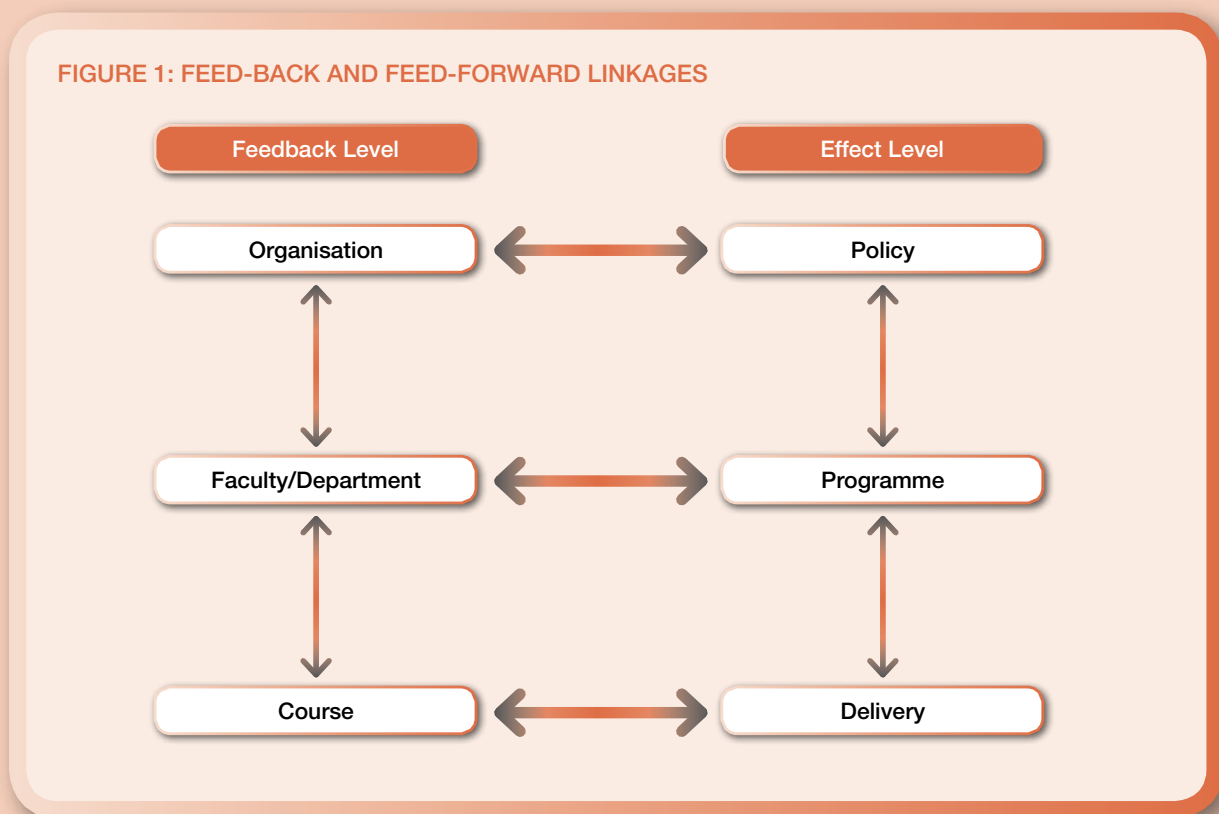 FIGURE 1: FEED-BACK AND FEED-FORWARD LINKAGES
Feedback Level
Effect Level
Organisation
Policy
Faculty/Department
Programme
Course
Delivery